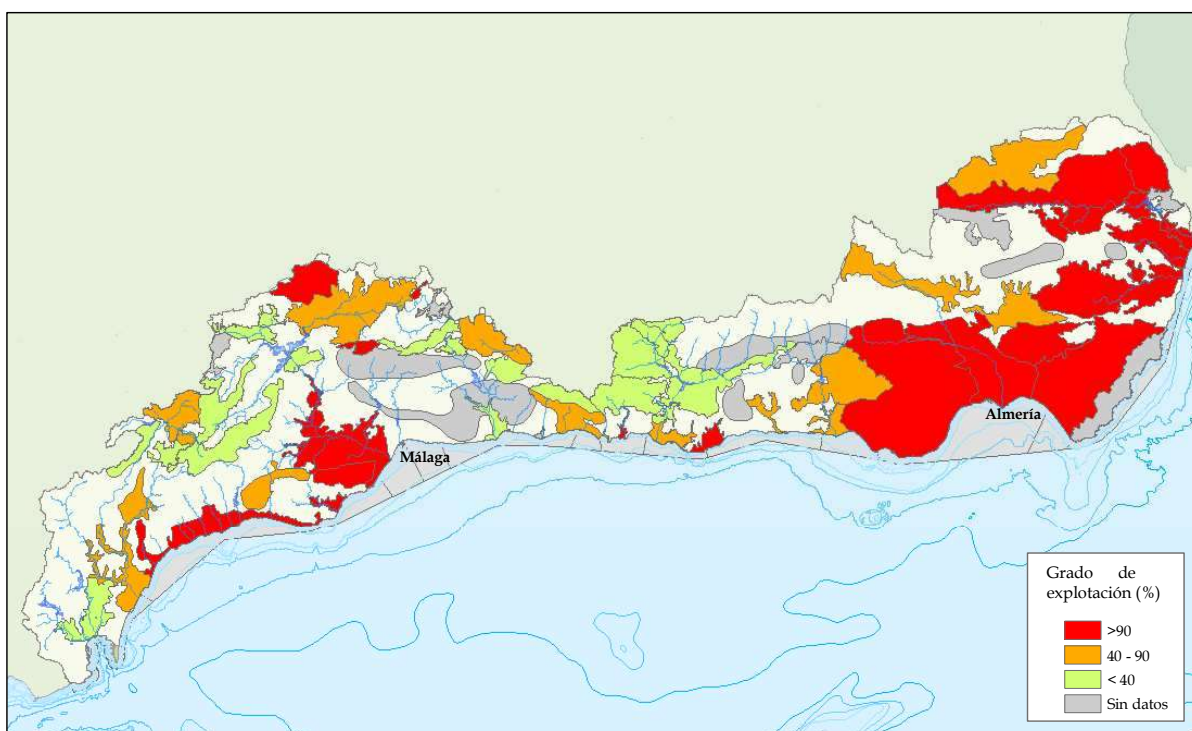 Almería
Málaga
Grado de
explotación (%)
>90
40 - 90
< 40
Sin datos